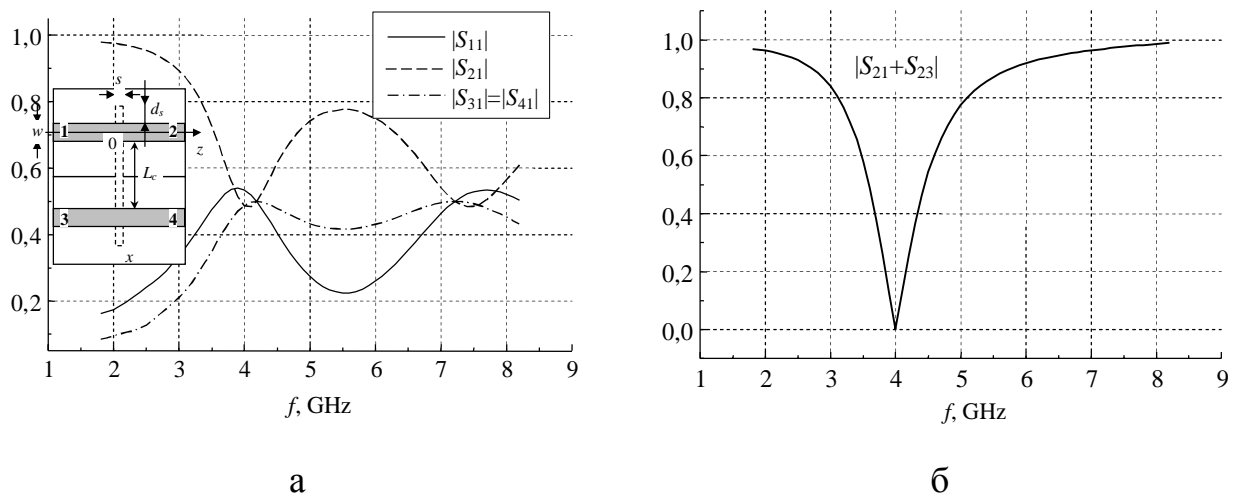 |S11|
|S21|
|S31|=|S41|
1,0
0,8
0,6
0,4
0,2
s
ds
w
1
2
0
z
Lc
3
4
x
1 2 3 4 5 6 7 8 9
f, GHz
а
|S21+S23|
1,0
0,8
0,6
0,4
0,2
0,0
1 2 3 4 5 6 7 8 9
f, GHz
б